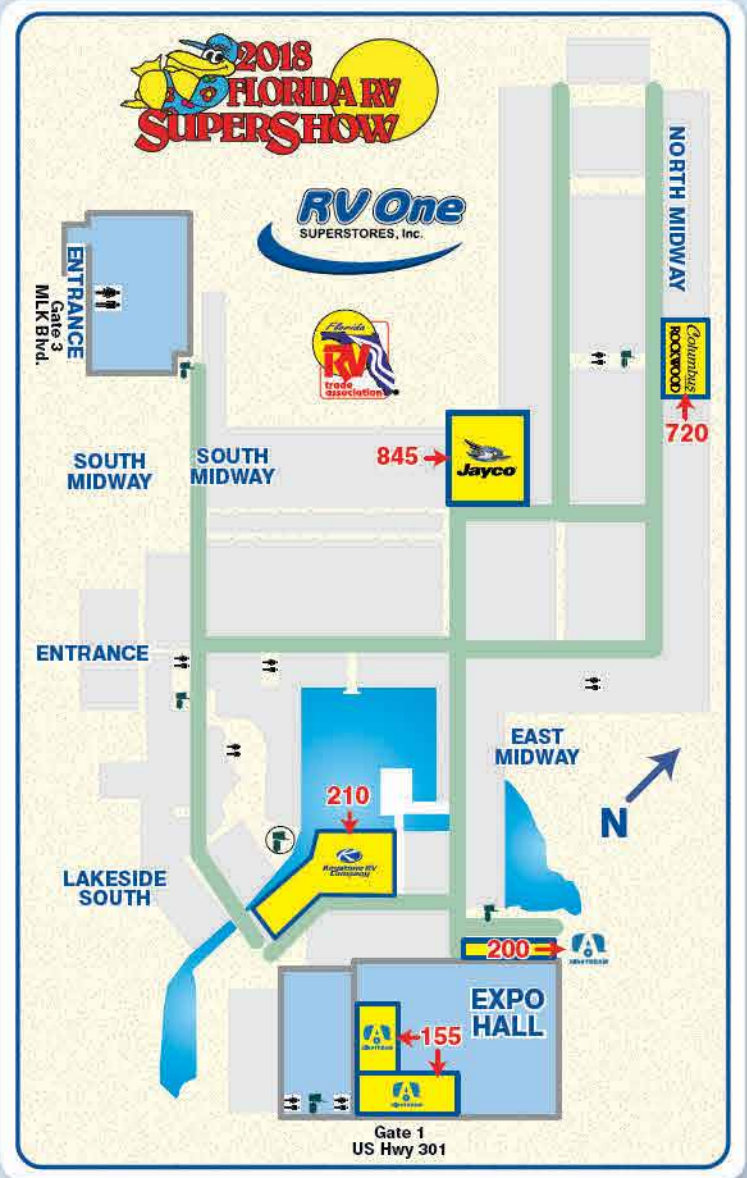 2018
FLORIDA RV
SUPERSHOW
RV One
SUPERSTORES, Inc.
Florida
RV
trade
association
NORTH MIDWAY
ENTRANCE
Gate 3
MLK Blvd.
Columbus
ROCKWOOD
720
845
Jayco
SOUTH
MIDWAY
SOUTH
MIDWAY
ENTRANCE
EAST
MIDWAY
N
210
Keystone RV
Company
LAKESIDE
SOUTH
200
EXPO
HALL
155
Gate 1
US Hwy 301